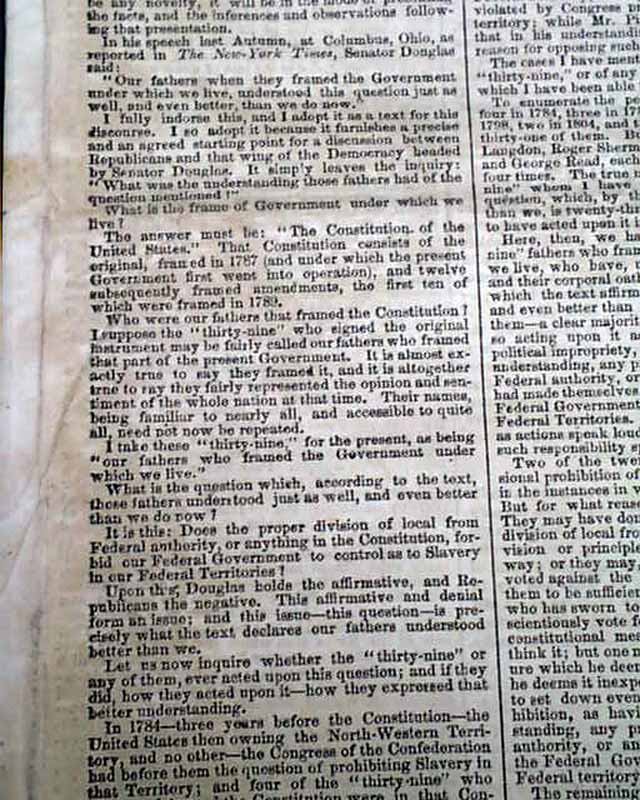 be any novelty, it will be in the mode of
the facts, and the inferences and observations follow-
ing that presentation.
In his speech last Autumn, at Columbus, Ohio, as
reported in The New-York Times, Senator Douglas
said:
"Our fathers when they framed the Government
under which we live, understood this question just as
well, and even better, than we do now."
I fully indorse this, and I adopt it as a text for this
discourse. I so adopt it because it furnishes a precise
and an agreed starting point for a discussion between
Republicans and that wing of the Democracy headed
by Senator Douglas. It simply leaves the inquiry:
"What was the understanding those fathers had of the
question mentioned?"
What is the frame of Government under which we
live?
The answer must be: "The Constitution of the
United States." That Constitution consists of the
original, framed in 1787 (and under which the present
Government first went into operation), and twelve
subsequently framed amendments, the first ten of
which were framed in 1789.
Who were our fathers that framed the Constitution?
I suppose the "thirty-nine" who signed the original
instrument may be fairly called our fathers who framed
that part of the present Government. It is almost ex-
actly true to say they framed it, and it is altogether
true to say they fairly represented the opinion and sen-
timent of the whole nation at that time. Their names,
being familiar to nearly all, and accessible to quite
all, need not now be repeated.
I take these "thirty-nine," for the present, as being
"our fathers who framed the Government under
which we live."
What is the question which, according to the text,
those fathers understood just as well, and even better
than we do now?
It is this: Does the proper division of local from
Federal authority, or anything in the Constitution, for-
bid our Federal Government to control as to Slavery
in our Federal Territories?
Upon this, Douglas holds the affirmative, and Re-
publicans the negative. This affirmative and denial
form an issue; and this issue—this question—is pre-
cisely what the text declares our fathers understood
better than we.
Let us now inquire whether the "thirty-nine" or
any of them, ever acted upon this question; and if they
did, how they acted upon it—how they expressed that
better understanding.
In 1784—three years before the Constitution—the
United States then owning the North-Western Terri-
tory, and no other—the Congress of the Confederation
had before them the question of prohibiting Slavery in
that Territory; and four of the "thirty-nine" who
Constitution were in that Con-
violated by Congress
territory; while Mr.
that in his
reason for opposing such
The cases I have
"thirty-nine," or of any
which I have been able
To enumerate the
four in 1784, three in
1798, two in 1804, and
thirty-one of them.
Langdon, Roger
and George Read, each
four times. The true
nine" whom I have
question, which, by
than we, is twenty-
to have acted upon it
Here, then, we
nine" fathers who
we live, who have,
and their corporal
which the text
and even better than
them—a clear
so acting upon it
political impropriety,
understanding, any
Federal authority, or
had made themselves
Federal Government
Federal Territories.
as actions speak
such responsibility
Two of the
sional prohibition of
in the instances in
But for what
They may have
division of local
vision or
way; or they may,
voted against the
them to be
who has sworn to
scientiously vote
constitutional
think it; but one
ure which he
he deems it
to set down even
hibition, as
standing, any
authority, or
the Federal
Federal territory.
The remaining